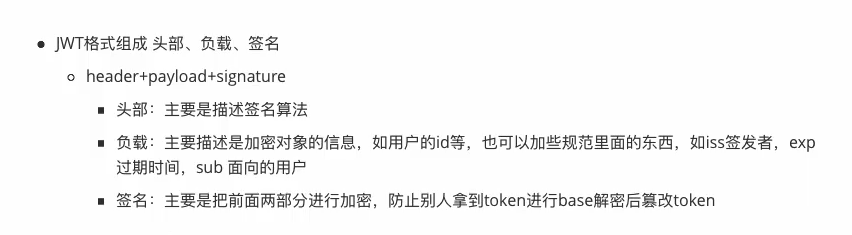 JWT格式组成 头部、负载、签名
header+payload+signature
头部：主要是描述签名算法
负载：主要描述是加密对象的信息，如用户的id等，也可以加些规范里面的东西，如iss签发者，exp
过期时间，sub 面向的用户
签名：主要是把前面两部分进行加密，防止别人拿到token进行base解密后篡改token